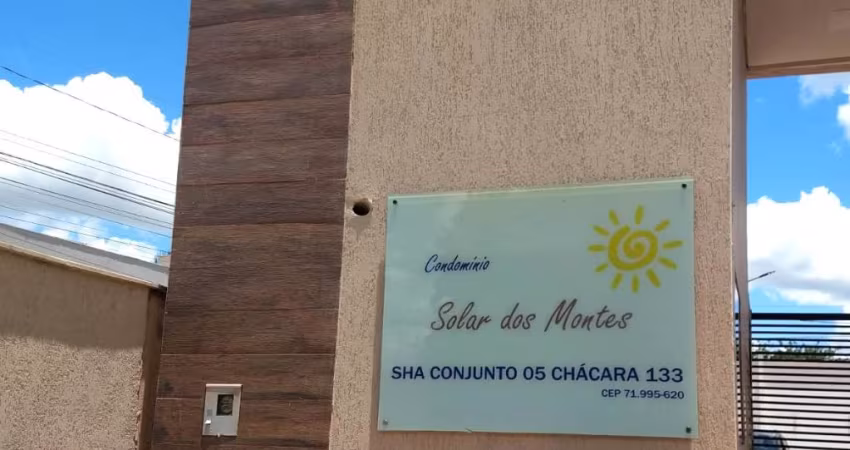 Condomínio
Solar dos Montes
SHA CONJUNTO 05 CHÁCARA 133
CEP 71.995-620